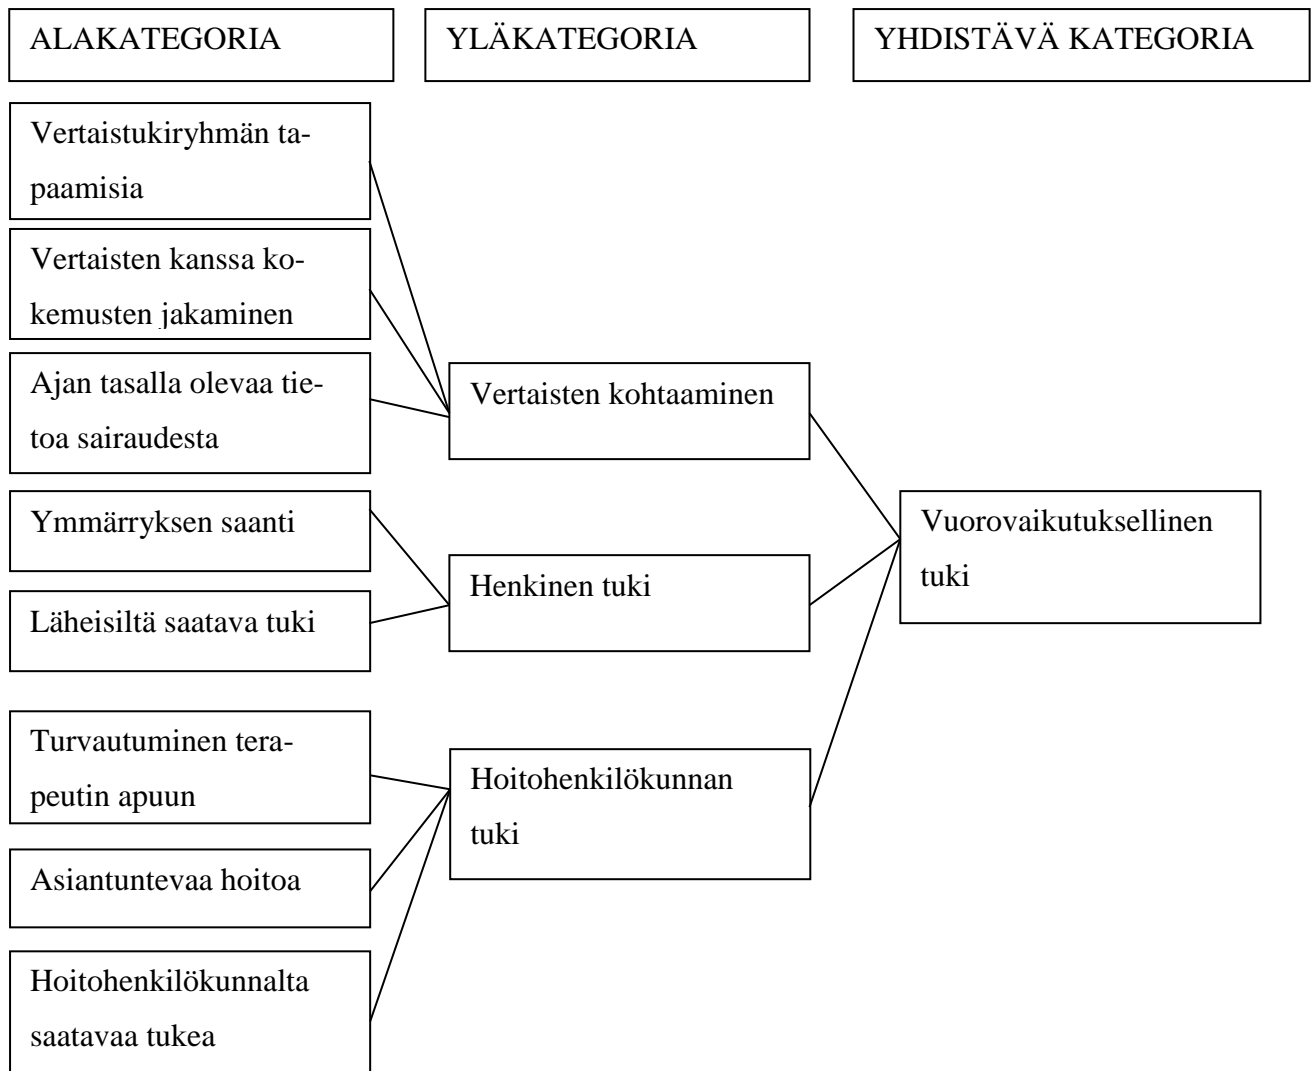 ALAKATEGORIA
YLÄKATEGORIA
YHDISTÄVÄ KATEGORIA
Vertaistukiryhmän ta-
paamisia
Vertaisten kanssa ko-
kemusten jakaminen
Ajan tasalla olevaa tie-
toa sairaudesta
Ymmärryksen saanti
Läheisiltä saatava tuki
Turvautuminen tera-
peutin apuun
Asiantuntevaa hoitoa
Hoitohenkilökunnalta
saatavaa tukea
Vertaisten kohtaaminen
Henkinen tuki
Hoitohenkilökunnan
tuki
Vuorovaikutuksellinen
tuki